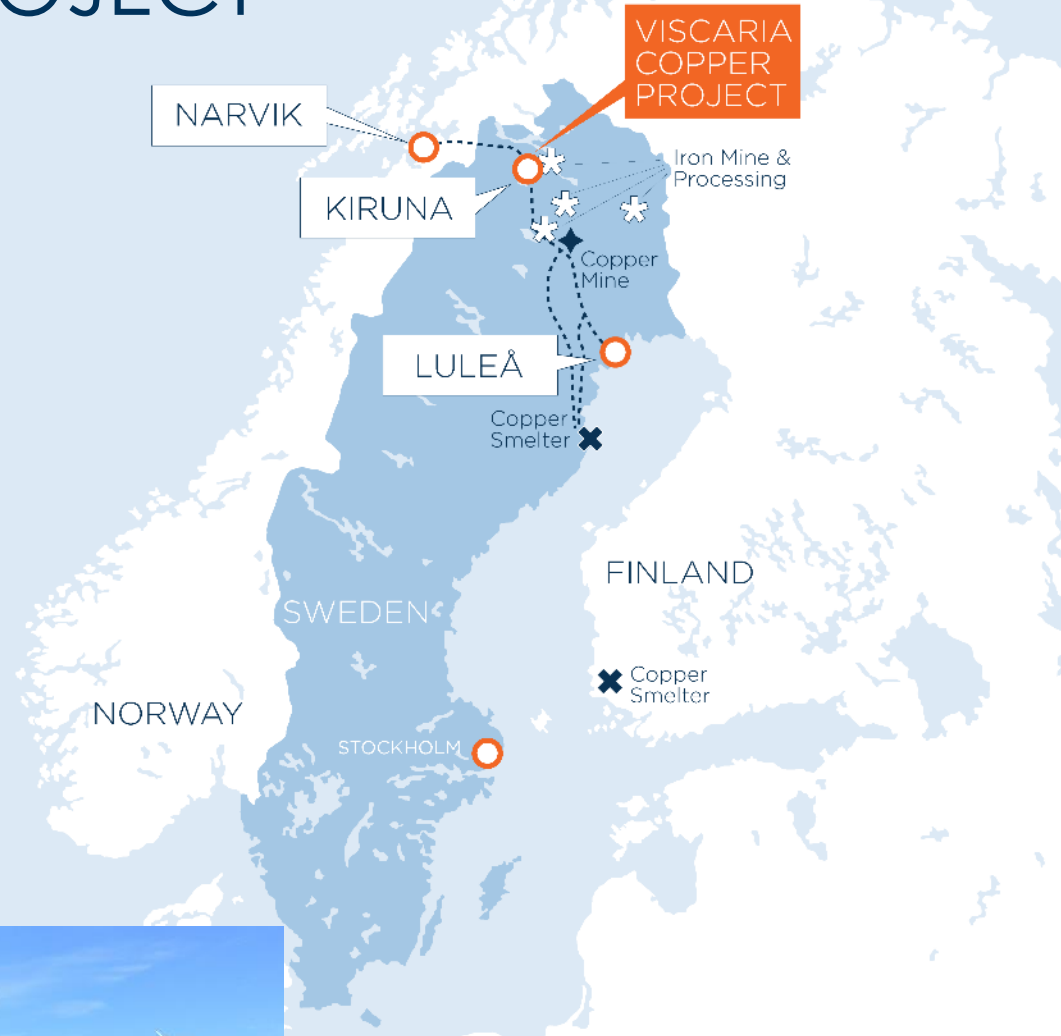 OJECT
VISCARIA
COPPER
PROJECT
NARVIK
Iron Mine &
Processing
KIRUNA
Copper
Mine
LULEÅ
Copper
Smelter
FINLAND
SWEDEN
Copper
Smelter
NORWAY
STOCKHOLM